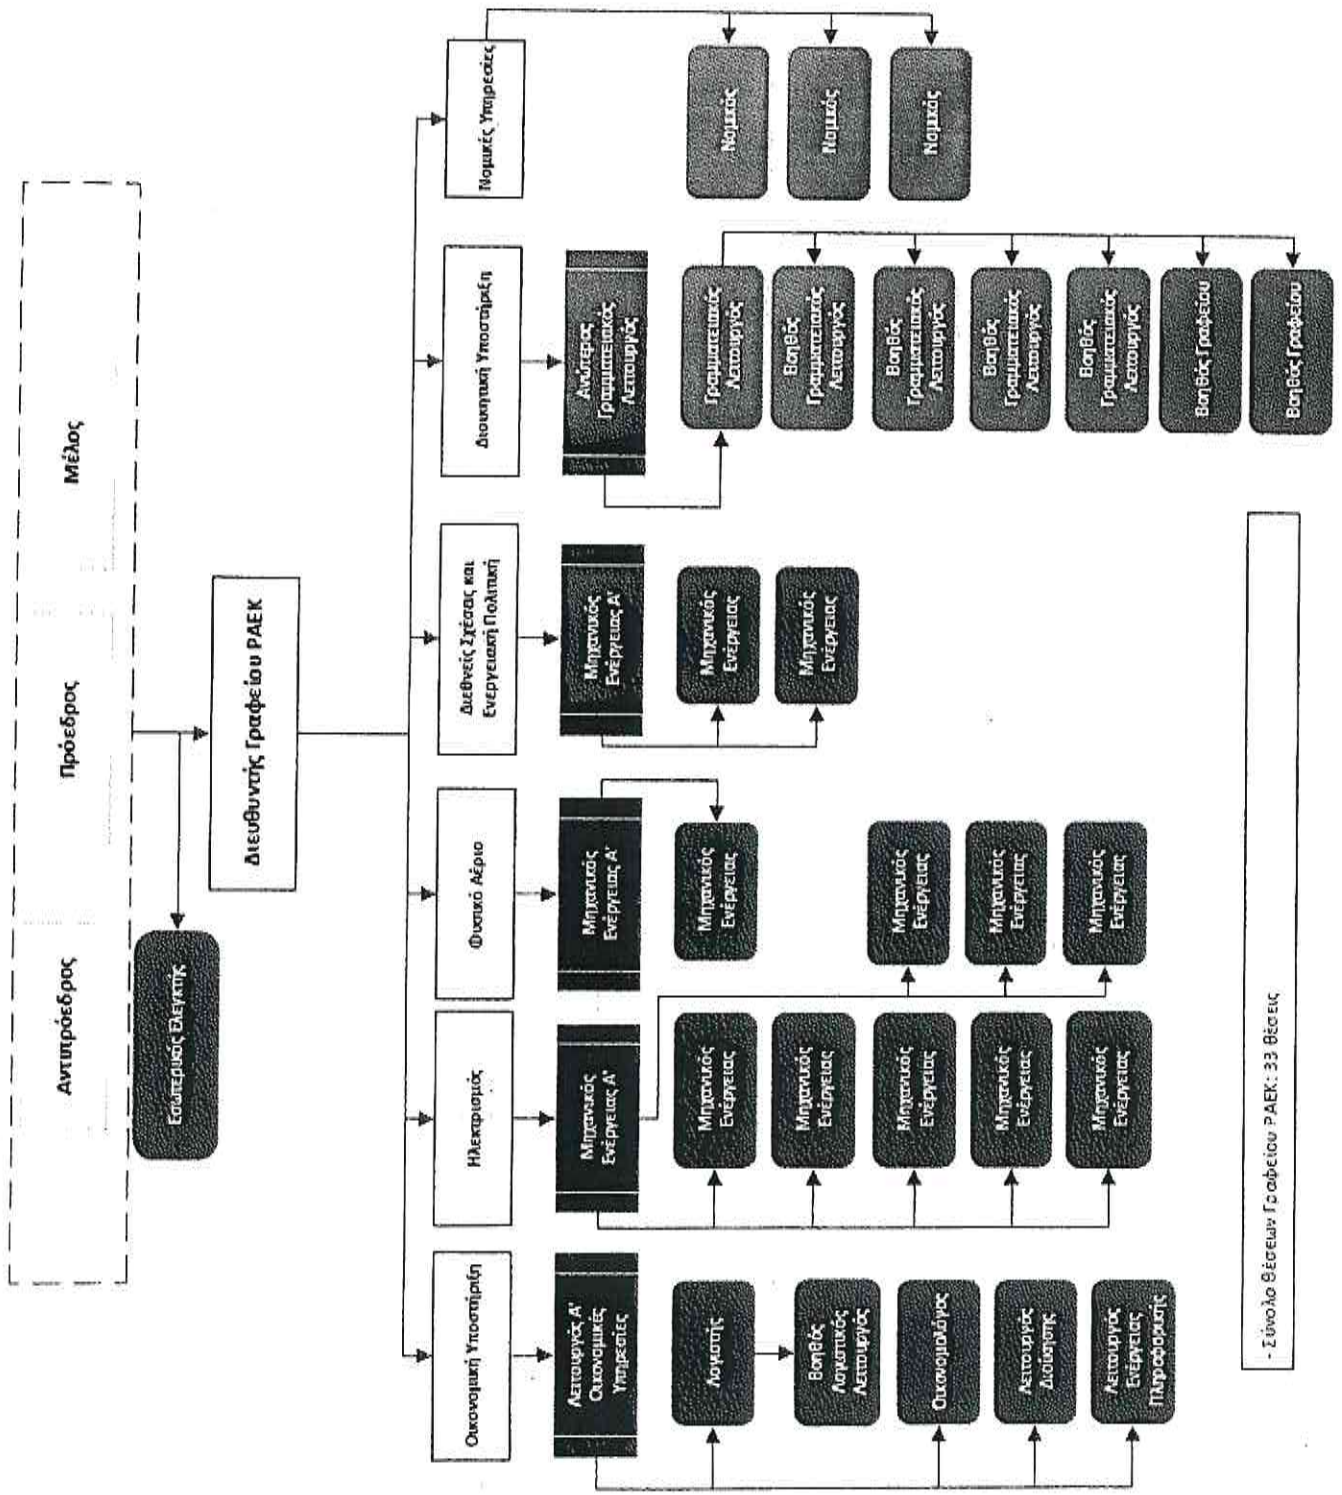 Αντιπρόεδρος
Πρόεδρος
Μέλος
Εσωτερικός Ελεγκτής
Διευθυντής Γραφείου ΡΑΕΚ
Οικονομική Υποστήριξη
Ηλεκτρισμός
Φυσικό Αέριο
Διεθνείς Σχέσεις και
Ενεργειακή Πολιτική
Διοικητική Υποστήριξη
Νομικές Υπηρεσίες
Λειτουργός Α'
Οικονομικές
Υπηρεσίες
Μηχανικός
Ενέργειας Α'
Μηχανικός
Ενέργειας Α'
Μηχανικός
Ενέργειας Α'
Ανώτερος
Γραμματειακός
Λειτουργός
Λογιστής
Βοηθός
Λογιστικός
Λειτουργός
Οικονομολόγος
Λειτουργός
Διοίκησης
Λειτουργός
Ενέργειας
Πληροφορικής
Μηχανικός
Ενέργειας
Μηχανικός
Ενέργειας
Μηχανικός
Ενέργειας
Μηχανικός
Ενέργειας
Μηχανικός
Ενέργειας
Μηχανικός
Ενέργειας
Μηχανικός
Ενέργειας
Μηχανικός
Ενέργειας
Μηχανικός
Ενέργειας
Μηχανικός
Ενέργειας
Μηχανικός
Ενέργειας
Γραμματειακός
Λειτουργός
Βοηθός
Γραμματειακός
Λειτουργός
Βοηθός
Γραμματειακός
Λειτουργός
Βοηθός
Γραμματειακός
Λειτουργός
Βοηθός
Γραμματειακός
Λειτουργός
Βοηθός Γραφείου
Βοηθός Γραφείου
Νομικός
Νομικός
Νομικός
- Σύνολο Θέσεων Γραφείου ΡΑΕΚ: 33 θέσεις